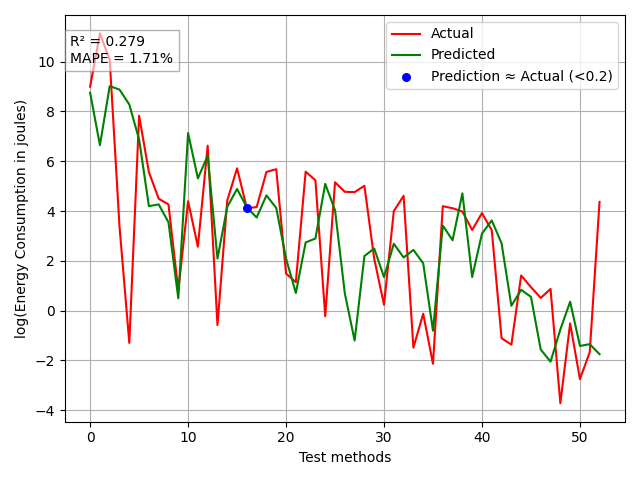 R² = 0.279
MAPE = 1.71%
Actual
Predicted
Prediction ≈ Actual (<0.2)
log(Energy Consumption in joules)
10
8
6
4
2
0
−2
−4
0
10
20
30
40
50
Test methods